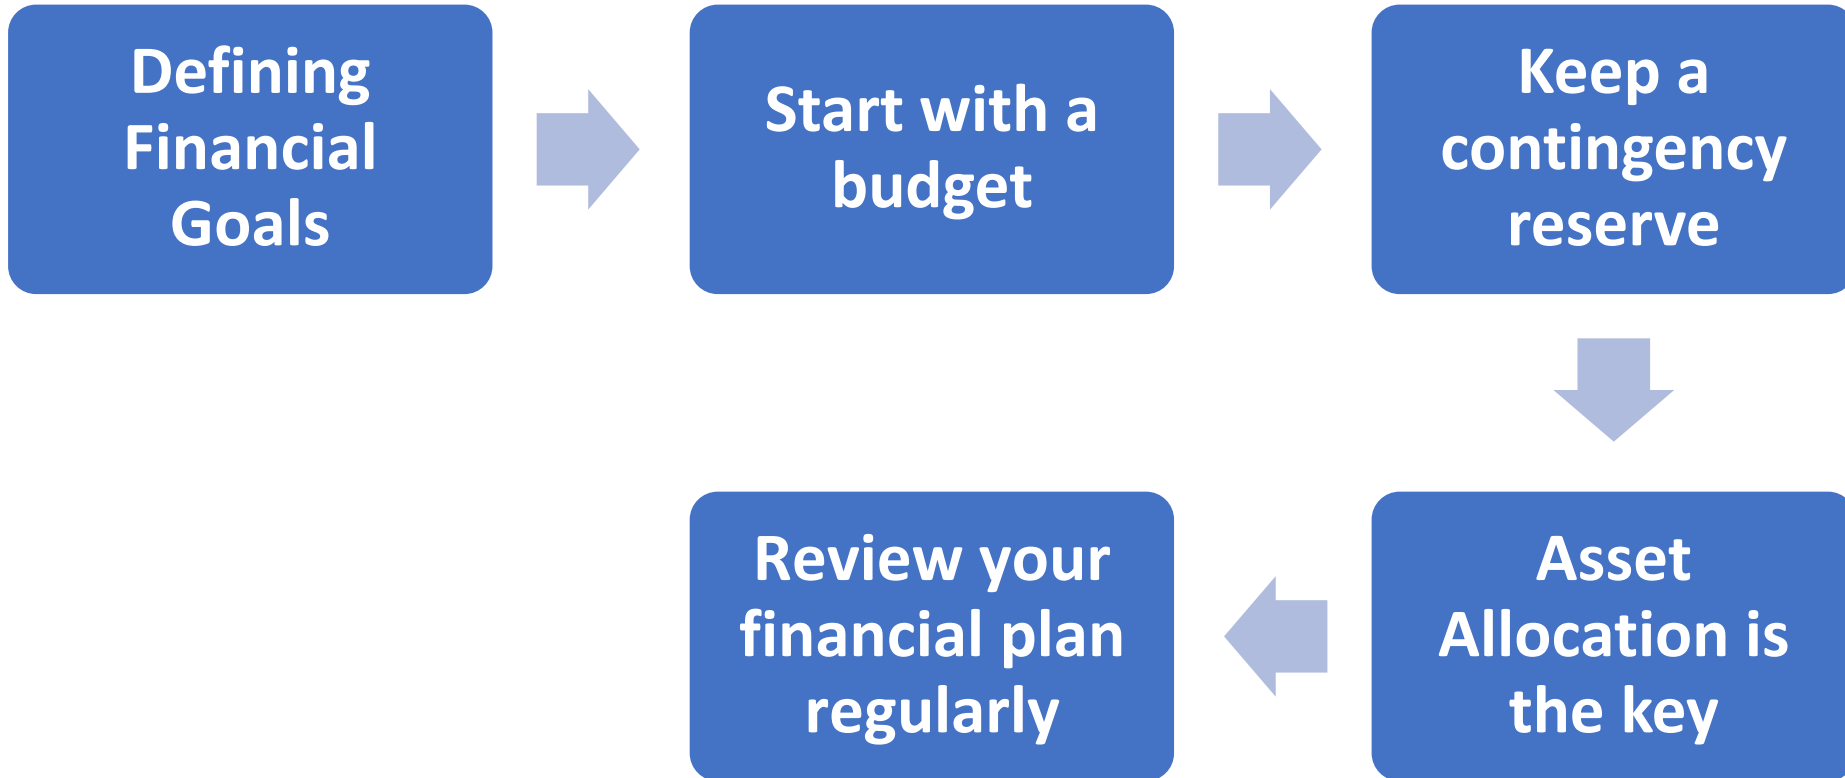 Defining
Financial
Goals
Start with a
budget
Keep a
contingency
reserve
Asset
Allocation is
the key
Review your
financial plan
regularly